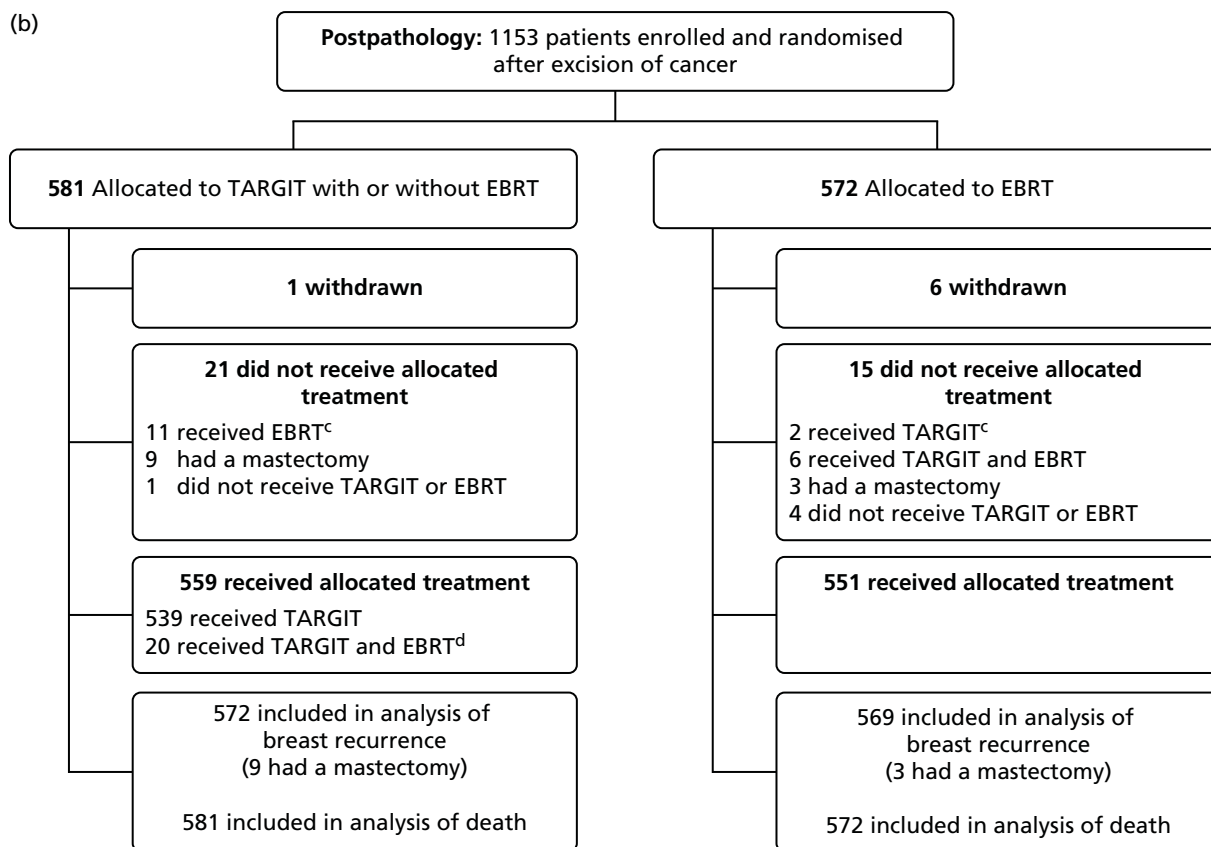 (b)
Postpathology: 1153 patients enrolled and randomised
after excision of cancer
581 Allocated to TARGIT with or without EBRT
1 withdrawn
21 did not receive allocated
treatment
11 received EBRTᶜ
9 had a mastectomy
1 did not receive TARGIT or EBRT
559 received allocated treatment
539 received TARGIT
20 received TARGIT and EBRTᵈ
572 included in analysis of
breast recurrence
(9 had a mastectomy)
581 included in analysis of death
572 Allocated to EBRT
6 withdrawn
15 did not receive allocated
treatment
2 received TARGITᶜ
6 received TARGIT and EBRT
3 had a mastectomy
4 did not receive TARGIT or EBRT
551 received allocated treatment
569 included in analysis of
breast recurrence
(3 had a mastectomy)
572 included in analysis of death